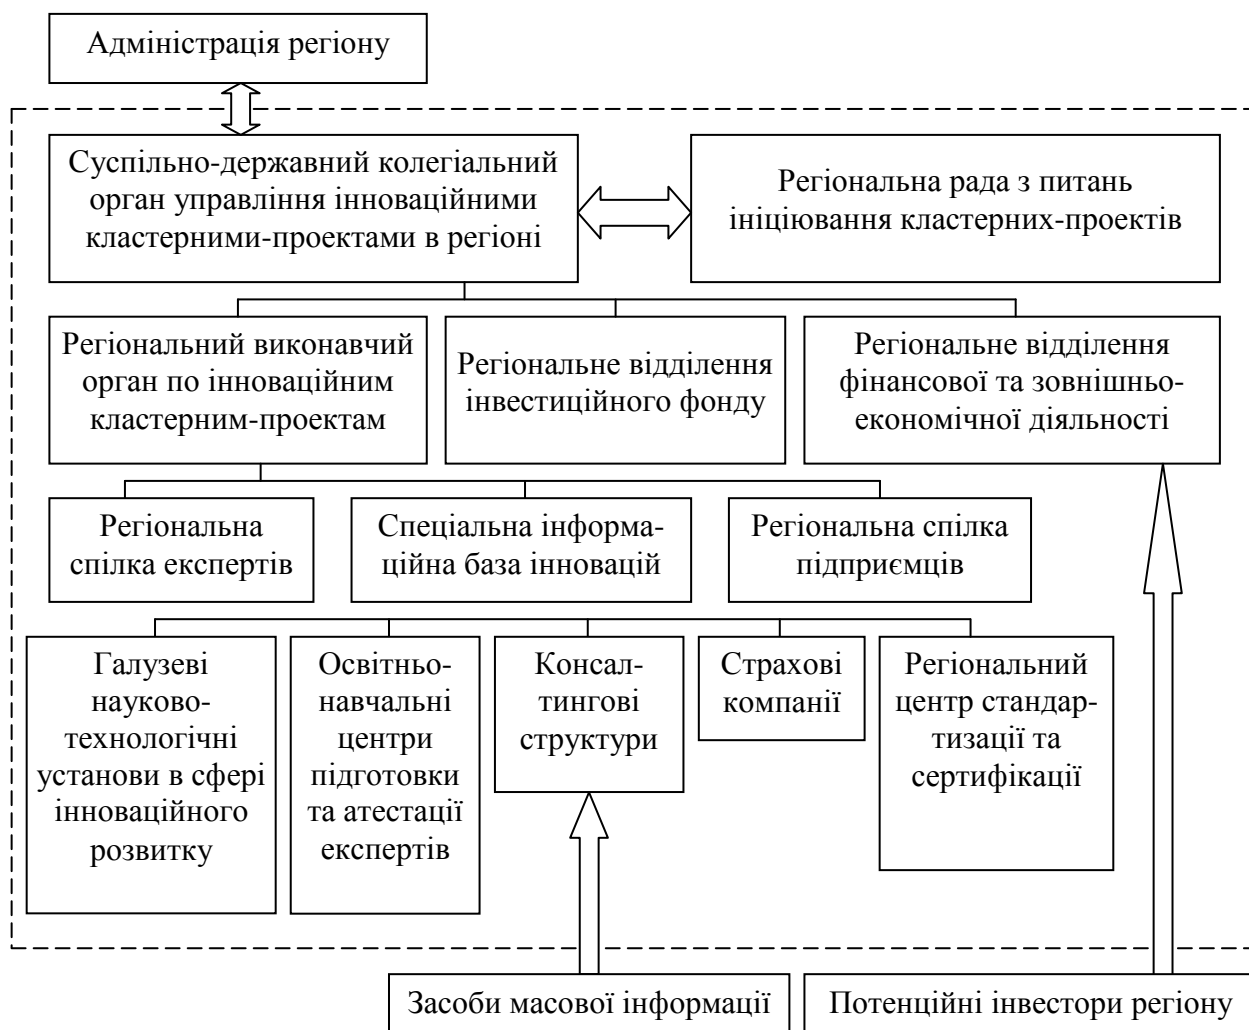 Адміністрація регіону
Суспільно-державний колегіальний
орган управління інноваційними
кластерними-проектами в регіоні
Регіональна рада з питань
ініціювання кластерних-проектів
Регіональний виконавчий
орган по інноваційним
кластерним-проектам
Регіональне відділення
інвестиційного фонду
Регіональне відділення
фінансової та зовнішньо-
економічної діяльності
Регіональна
спілка експертів
Спеціальна інформа-
ційна база інновацій
Регіональна спілка
підприємців
Галузеві
науково-
технологічні
установи в сфері
інноваційного
розвитку
Освітньо-
навчальні
центри
підготовки
та атестації
експертів
Консал-
тингові
структури
Страхові
компанії
Регіональний
центр стандар-
тизації та
сертифікації
Засоби масової інформації
Потенційні інвестори регіону